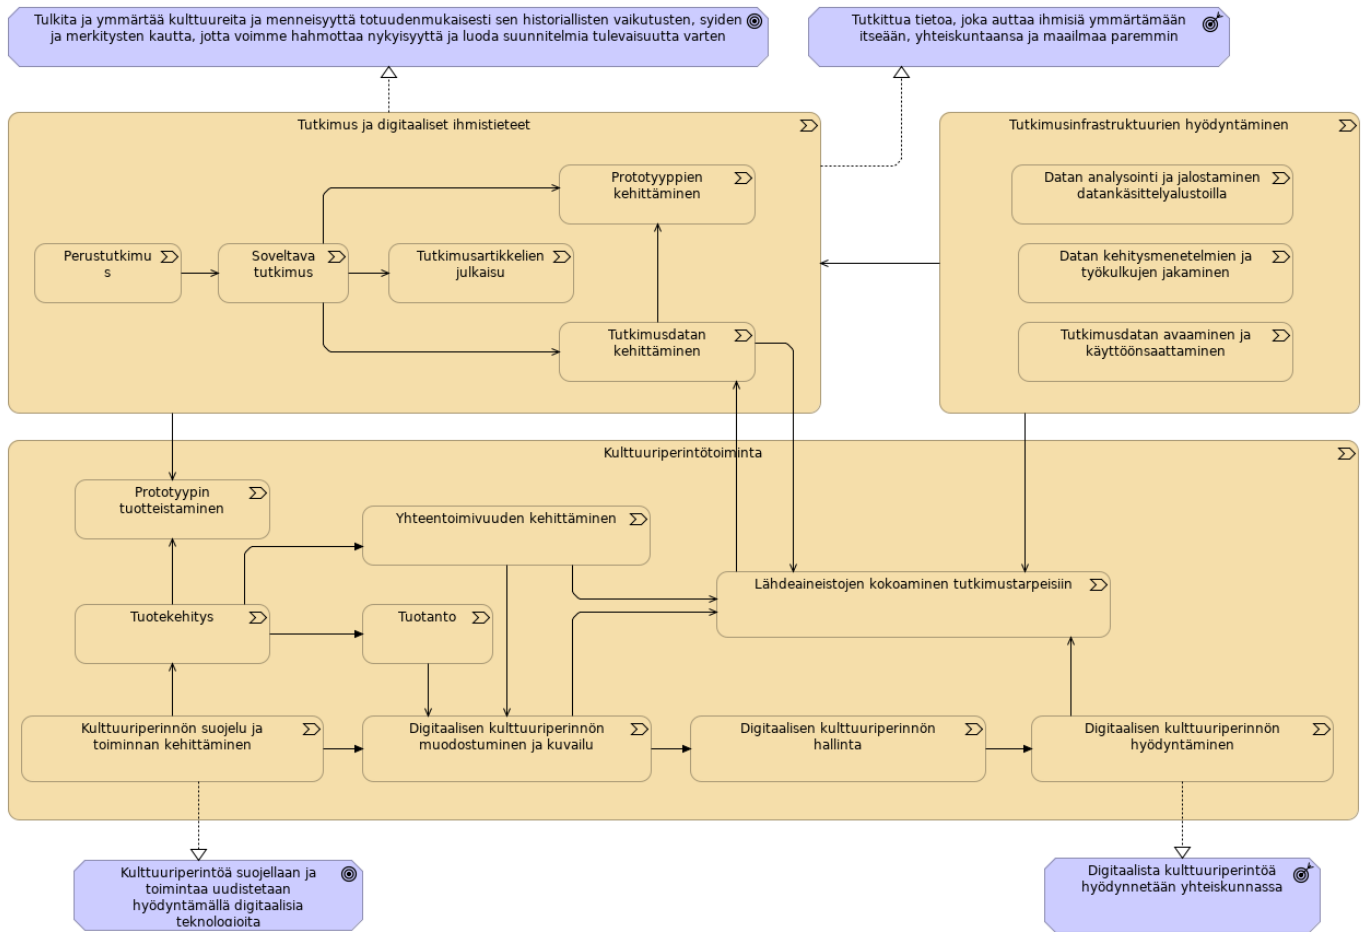 Tulkita ja ymmärtää kulttuureita ja menneisyyttä totuudenmukaisesti sen historiallisten vaikutusten, syiden
ja merkitysten kautta, jotta voimme hahmottaa nykyisyyttä ja luoda suunnitelmia tulevaisuutta varten
Tutkittua tietoa, joka auttaa ihmisiä ymmärtämään
itseään, yhteiskuntaansa ja maailmaa paremmin
Tutkimus ja digitaaliset ihmistieteet
Prototyyppien
kehittäminen
Perustutkimu
s
Soveltava
tutkimus
Tutkimusartikkelien
julkaisu
Tutkimusdatan
kehittäminen
Tutkimusinfrastruktuurien hyödyntäminen
Datan analysointi ja jalostaminen
datankäsittelyalustoilla
Datan kehitysmenetelmien ja
työkulkujen jakaminen
Tutkimusdatan avaaminen ja
käyttöönsaattaminen
Kulttuuriperintötoiminta
Prototyypin
tuotteistaminen
Yhteentoimivuuden kehittäminen
Lähdeaineistojen kokoaminen tutkimustarpeisiin
Tuotekehitys
Tuotanto
Kulttuuriperinnön suojelu ja
toiminnan kehittäminen
Digitaalisen kulttuuriperinnön
muodostuminen ja kuvailu
Digitaalisen kulttuuriperinnön
hallinta
Digitaalisen kulttuuriperinnön
hyödyntäminen
Kulttuuriperintöä suojellaan ja
toimintaa uudistetaan
hyödyntämällä digitaalisia
teknologioita
Digitaalista kulttuuriperintöä
hyödynnetään yhteiskunnassa